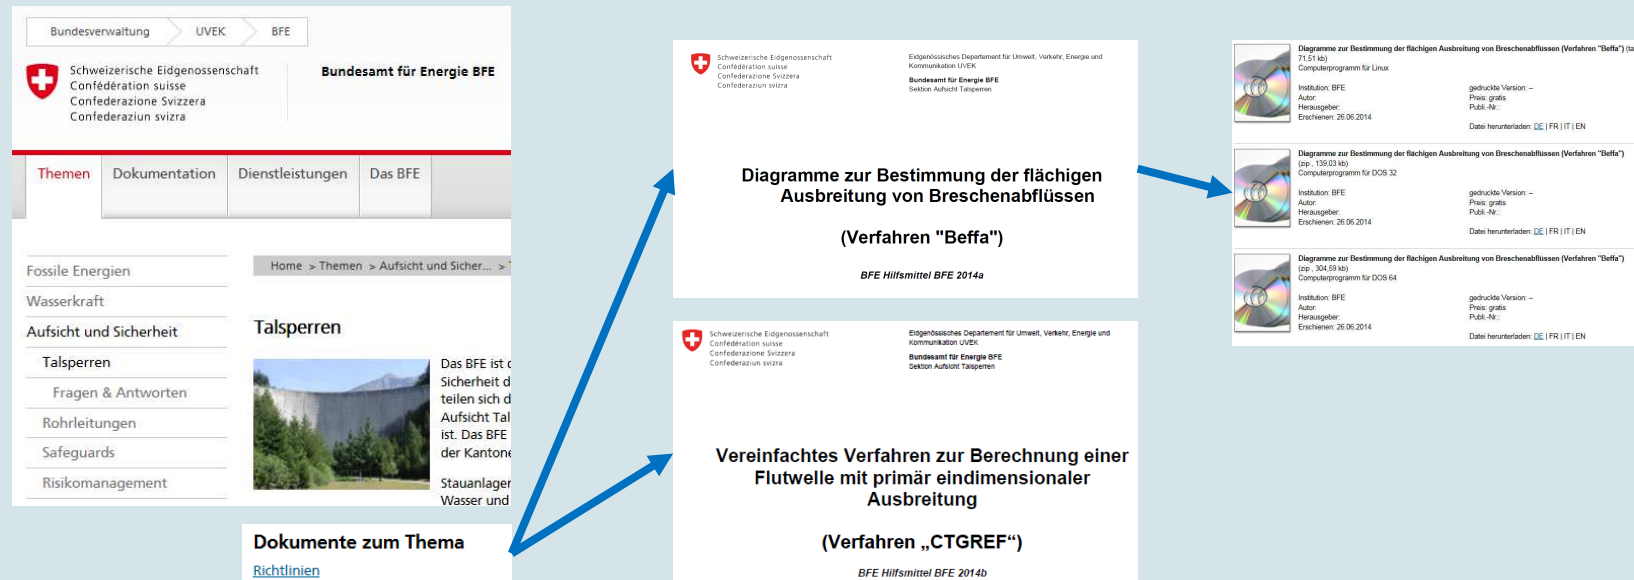 Bundesverwaltung UVEK BFE
Schweizerische Eidgenossenschaft
Confédération suisse
Confederazione Svizzera
Confederaziun svizra
Bundesamt für Energie BFE
Themen Dokumentation Dienstleistungen Das BFE
Fossile Energien
Wasserkraft
Aufsicht und Sicherheit
Talsperren
Fragen & Antworten
Rohrleitungen
Safeguards
Risikomanagement
Home > Themen > Aufsicht und Sicher... >
Talsperren
Das BFE ist
Sicherheit d
teilen sich d
Aufsicht Tal
ist. Das BFE
der Kantone
Stauanlagen
Wasser und
Dokumente zum Thema
Richtlinien
Schweizerische Eidgenossenschaft
Confédération suisse
Confederazione Svizzera
Confederaziun svizra
Eidgenössisches Departement für Umwelt, Verkehr, Energie und
Kommunikation UVEK
Bundesamt für Energie BFE
Sektion Aufsicht Talsperren
Diagramme zur Bestimmung der flächigen
Ausbreitung von Breschenabflüssen
(Verfahren "Beffa")
BFE Hilfsmittel BFE 2014a
Schweizerische Eidgenossenschaft
Confédération suisse
Confederazione Svizzera
Confederaziun svizra
Eidgenössisches Departement für Umwelt, Verkehr, Energie und
Kommunikation UVEK
Bundesamt für Energie BFE
Sektion Aufsicht Talsperren
Vereinfachtes Verfahren zur Berechnung einer
Flutwelle mit primär eindimensionaler
Ausbreitung
(Verfahren „CTGREF“)
BFE Hilfsmittel BFE 2014b
Diagramme zur Bestimmung der flächigen Ausbreitung von Breschenabflüssen (Verfahren "Beffa") (ta
71,51 kb)
Computerprogramm für Linux
Institution: BFE gedruckte Version: –
Autor: Preis: gratis
Herausgeber: Publ.-Nr.:
Erschienen: 26.06.2014
Datei herunterladen: DE | FR | IT | EN
Diagramme zur Bestimmung der flächigen Ausbreitung von Breschenabflüssen (Verfahren "Beffa")
(zip , 139,03 kb)
Computerprogramm für DOS 32
Institution: BFE gedruckte Version: –
Autor: Preis: gratis
Herausgeber: Publ.-Nr.:
Erschienen: 26.06.2014
Datei herunterladen: DE | FR | IT | EN
Diagramme zur Bestimmung der flächigen Ausbreitung von Breschenabflüssen (Verfahren "Beffa")
(zip , 304,59 kb)
Computerprogramm für DOS 64
Institution: BFE gedruckte Version: –
Autor: Preis: gratis
Herausgeber: Publ.-Nr.:
Erschienen: 26.06.2014
Datei herunterladen: DE | FR | IT | EN